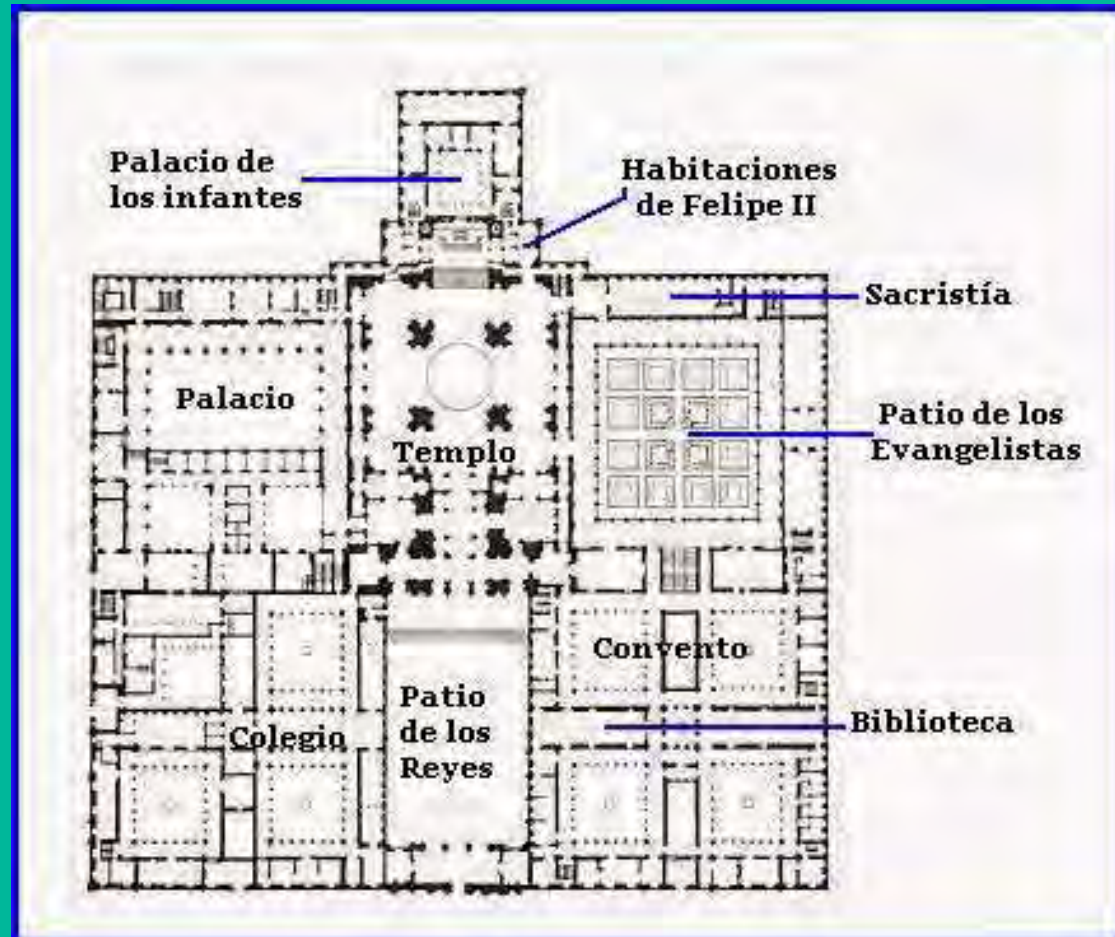 Palacio de
los infantes
Habitaciones
de Felipe II
Sacristía
Palacio
Templo
Patio de los
Evangelistas
Convento
Patio
de los
Reyes
Colegio
Biblioteca